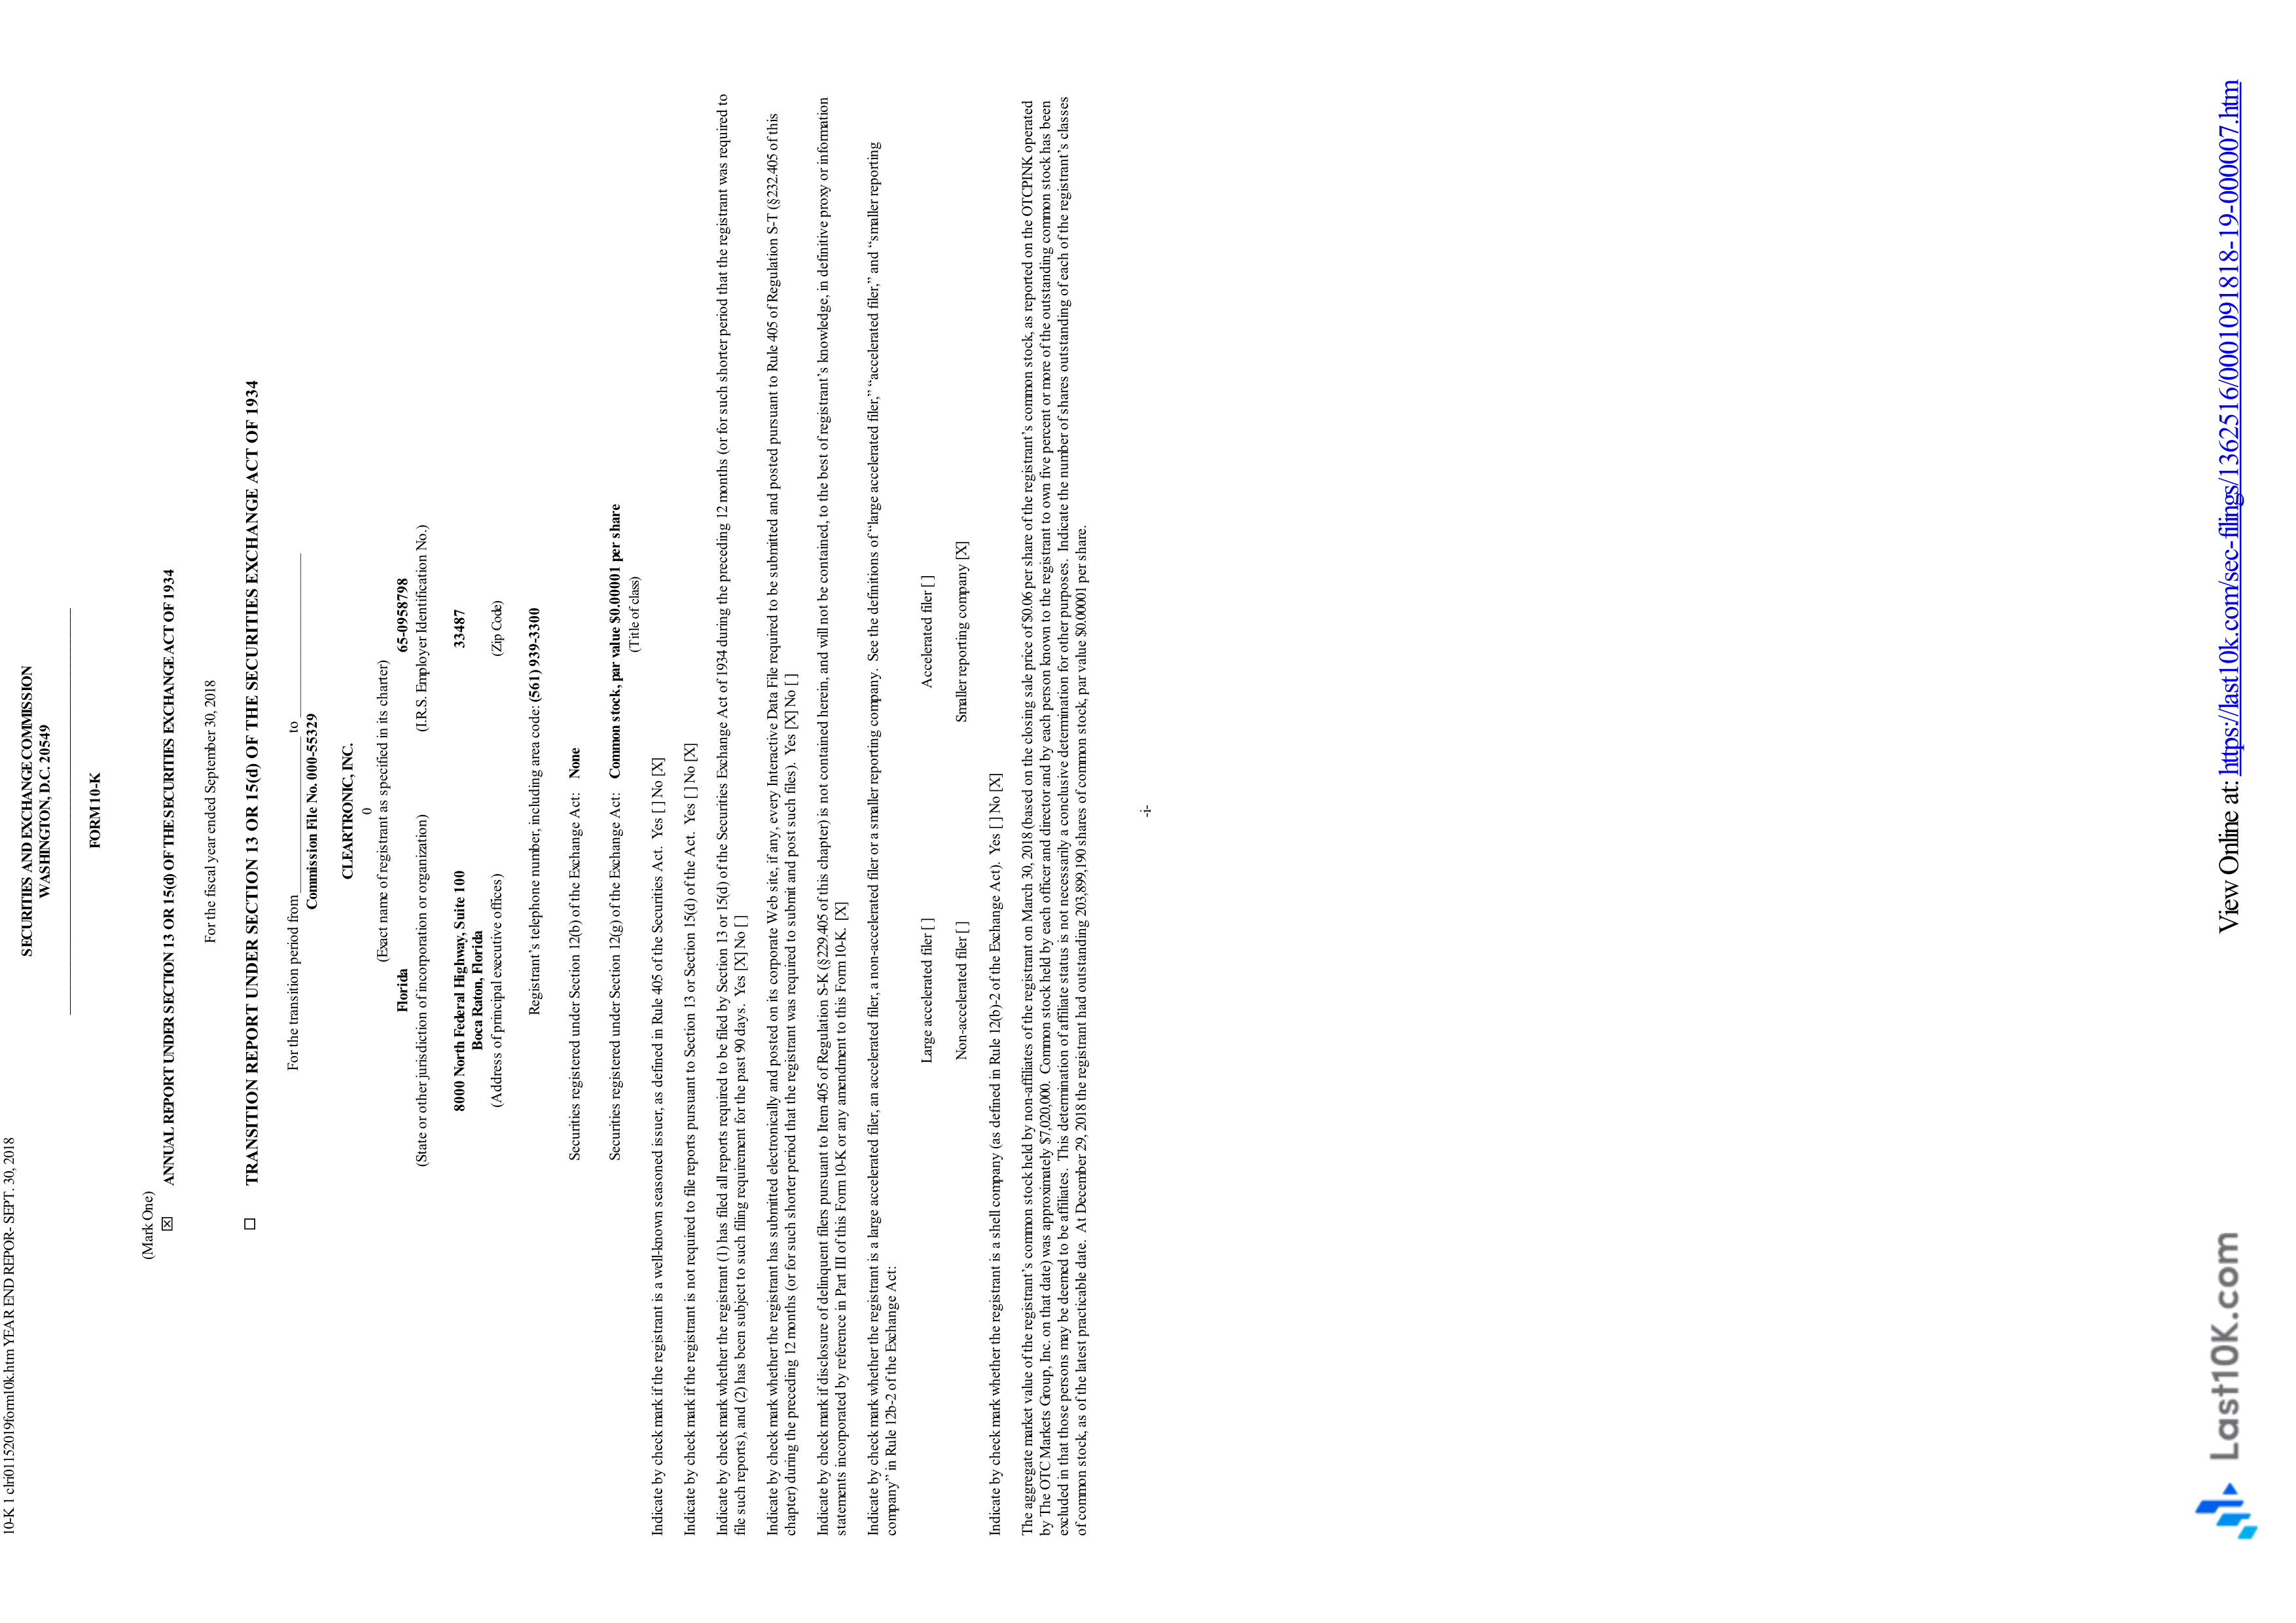 10-K 1 chri01152019form10k.htm YEAR END REPOR- SEPT. 30, 2018
SECURITIES AND EXCHANGE COMMISSION
WASHINGTON, D.C. 20549
FORM 10-K
(Mark One)
☒ ANNUAL REPORT UNDER SECTION 13 OR 15(d) OF THE SECURITIES EXCHANGE ACT OF 1934
For the fiscal year ended September 30, 2018
☐ TRANSITION REPORT UNDER SECTION 13 OR 15(d) OF THE SECURITIES EXCHANGE ACT OF 1934
For the transition period from ____________________ to ____________________
Commission File No. 000-55329
CLEARTRONIC, INC.
0
(Exact name of registrant as specified in its charter)
Florida 65-0958798
(State or other jurisdiction of incorporation or organization) (I.R.S. Employer Identification No.)
8000 North Federal Highway, Suite 100 33487
Boca Raton, Florida
(Address of principal executive offices) (Zip Code)
Registrant’s telephone number, including area code: (561) 939-3300
Securities registered under Section 12(b) of the Exchange Act: None
Securities registered under Section 12(g) of the Exchange Act: Common stock, par value $0.00001 per share
(Title of class)
Indicate by check mark if the registrant is a well-known seasoned issuer, as defined in Rule 405 of the Securities Act. Yes [ ] No [X]
Indicate by check mark if the registrant is not required to file reports pursuant to Section 13 or Section 15(d) of the Act. Yes [ ] No [X]
Indicate by check mark whether the registrant (1) has filed all reports required to be filed by Section 13 or 15(d) of the Securities Exchange Act of 1934 during the preceding 12 months (or for such shorter period that the registrant was required to
file such reports), and (2) has been subject to such filing requirement for the past 90 days. Yes [X] No [ ]
Indicate by check mark whether the registrant has submitted electronically and posted on its corporate Web site, if any, every Interactive Data File required to be submitted and posted pursuant to Rule 405 of Regulation S-T (§232.405 of this
chapter) during the preceding 12 months (or for such shorter period that the registrant was required to submit and post such files). Yes [X] No [ ]
Indicate by check mark if disclosure of delinquent filers pursuant to Item 405 of Regulation S-K (§229.405 of this chapter) is not contained herein, and will not be contained, to the best of registrant’s knowledge, in definitive proxy or information
statements incorporated by reference in Part III of this Form 10-K or any amendment to this Form 10-K. [X]
Indicate by check mark whether the registrant is a large accelerated filer, an accelerated filer, a non-accelerated filer or a smaller reporting company. See the definitions of “large accelerated filer,” “accelerated filer,” and “smaller reporting
company” in Rule 12b-2 of the Exchange Act:
Large accelerated filer [ ] Accelerated filer [ ]
Non-accelerated filer [ ] Smaller reporting company [X]
Indicate by check mark whether the registrant is a shell company (as defined in Rule 12(b)-2 of the Exchange Act). Yes [ ] No [X]
The aggregate market value of the registrant’s common stock held by non-affiliates of the registrant on March 30, 2018 (based on the closing sale price of $0.06 per share of the registrant’s common stock, as reported on the OTCPINK operated
by The OTC Markets Group, Inc. on that date) was approximately $7,020,000. Common stock held by each officer and director and by each person known to the registrant to own five percent or more of the outstanding common stock has been
excluded in that those persons may be deemed to be affiliates. This determination of affiliate status is not necessarily a conclusive determination for other purposes. Indicate the number of shares outstanding of each of the registrant’s classes
of common stock, as of the latest practicable date. At December 29, 2018 the registrant had outstanding 203,899,190 shares of common stock, par value $0.00001 per share.
-i-
Last10K.com View Online at: https://last10k.com/sec-filings/1362516/0001091818-19-000007.htm